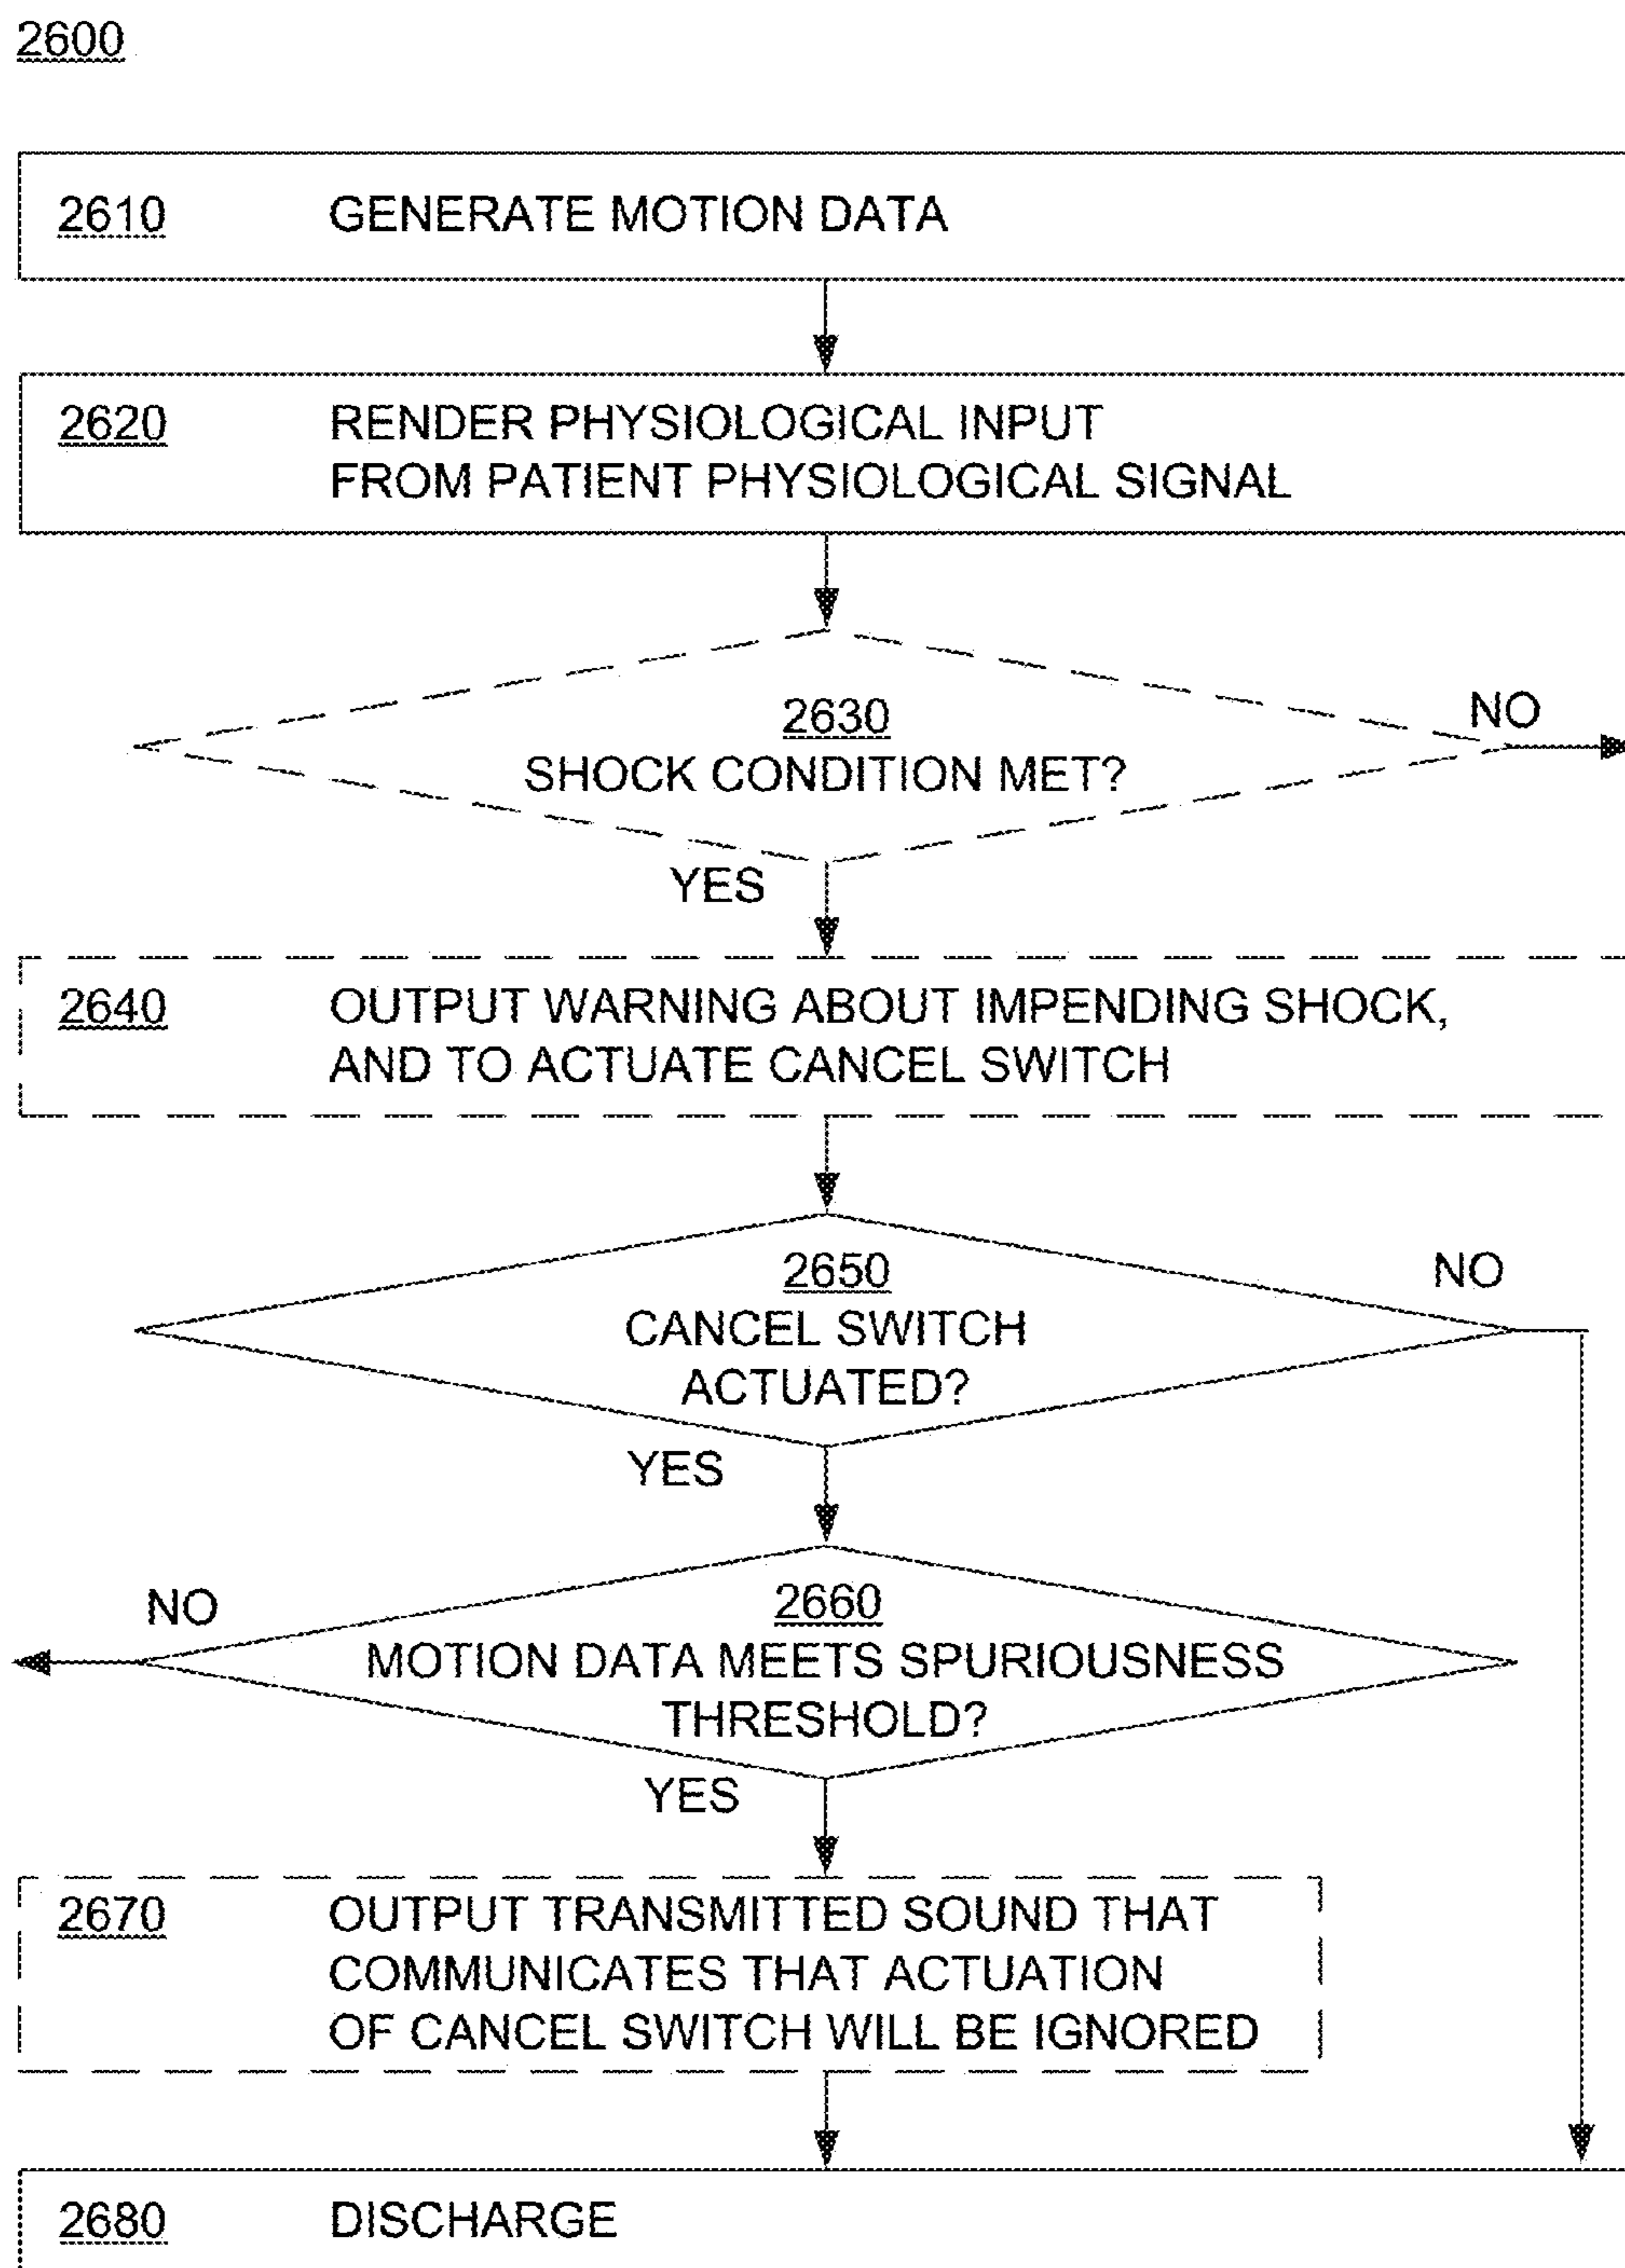 2600
2610 GENERATE MOTION DATA
2620 RENDER PHYSIOLOGICAL INPUT
FROM PATIENT PHYSIOLOGICAL SIGNAL
2630
NO
SHOCK CONDITION MET?
YES
2640 OUTPUT WARNING ABOUT IMPENDING SHOCK,
AND TO ACTUATE CANCEL SWITCH
2650
NO
CANCEL SWITCH
ACTUATED?
YES
2660
NO
MOTION DATA MEETS SPURIOUSNESS
THRESHOLD?
YES
2670 OUTPUT TRANSMITTED SOUND THAT
COMMUNICATES THAT ACTUATION
OF CANCEL SWITCH WILL BE IGNORED
2680 DISCHARGE